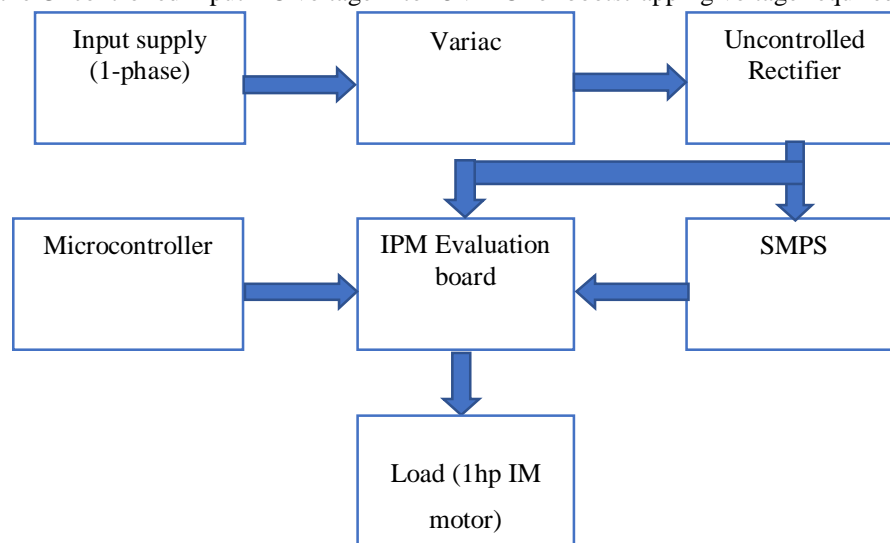 Input supply
(1-phase)
Variac
Uncontrolled
Rectifier
Microcontroller
IPM Evaluation
board
SMPS
Load (1hp IM
motor)